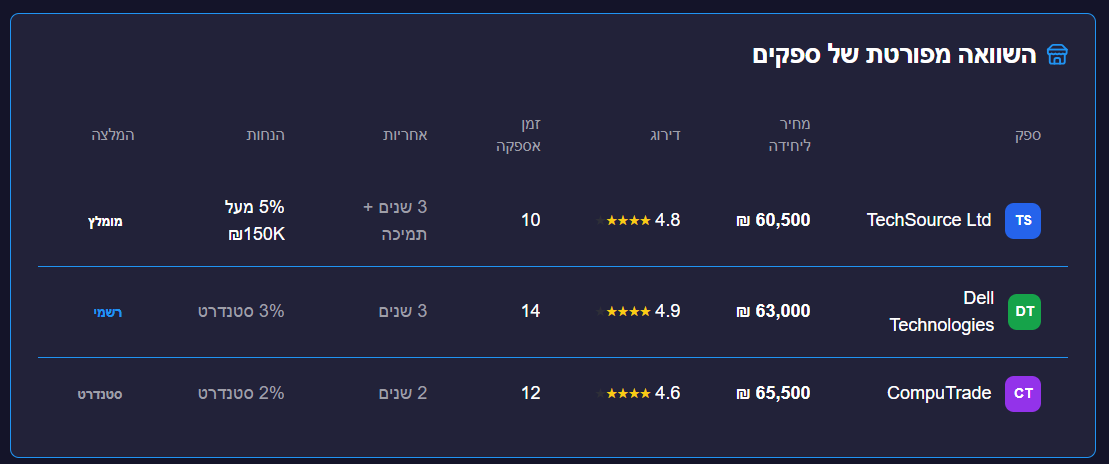 השוואה מפורטת של ספקים
ספק
מחיר
ליחידה
דירוג
זמן
אספקה
אחריות
הנחות
המלצה
TS
TechSource Ltd
60,500 ₪
4.8 ★★★★★
10
3 שנים +
תמיכה
5% מעל
₪150K
מומלץ
DT
Dell
Technologies
63,000 ₪
4.9 ★★★★★
14
3 שנים
3% סטנדרט
רשמי
CT
CompuTrade
65,500 ₪
4.6 ★★★★★
12
2 שנים
2% סטנדרט
סטנדרט